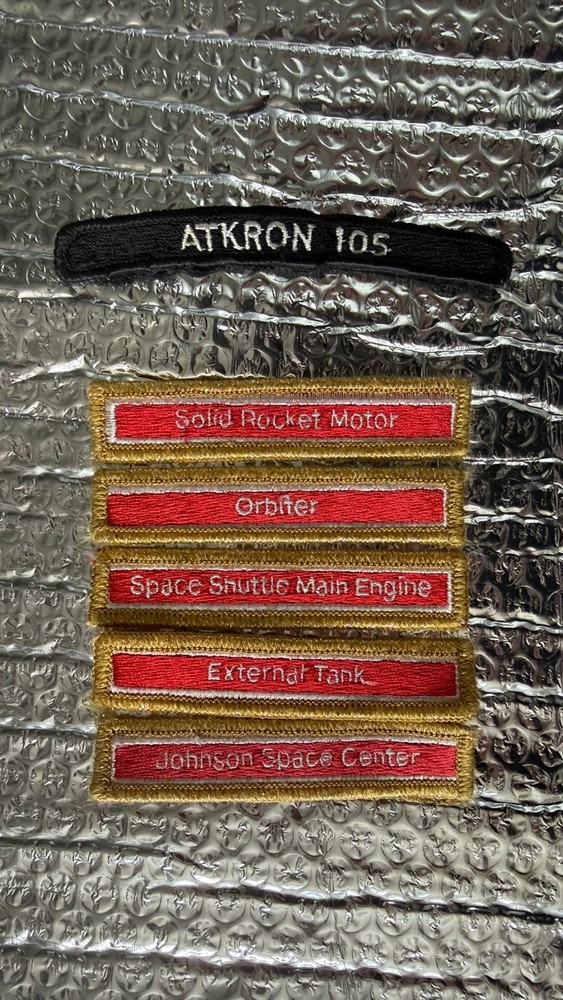 ATKRON 105
Solid Rocket Motor
Orbiter
Space Shuttle Main Engine
External Tank
Johnson Space Center